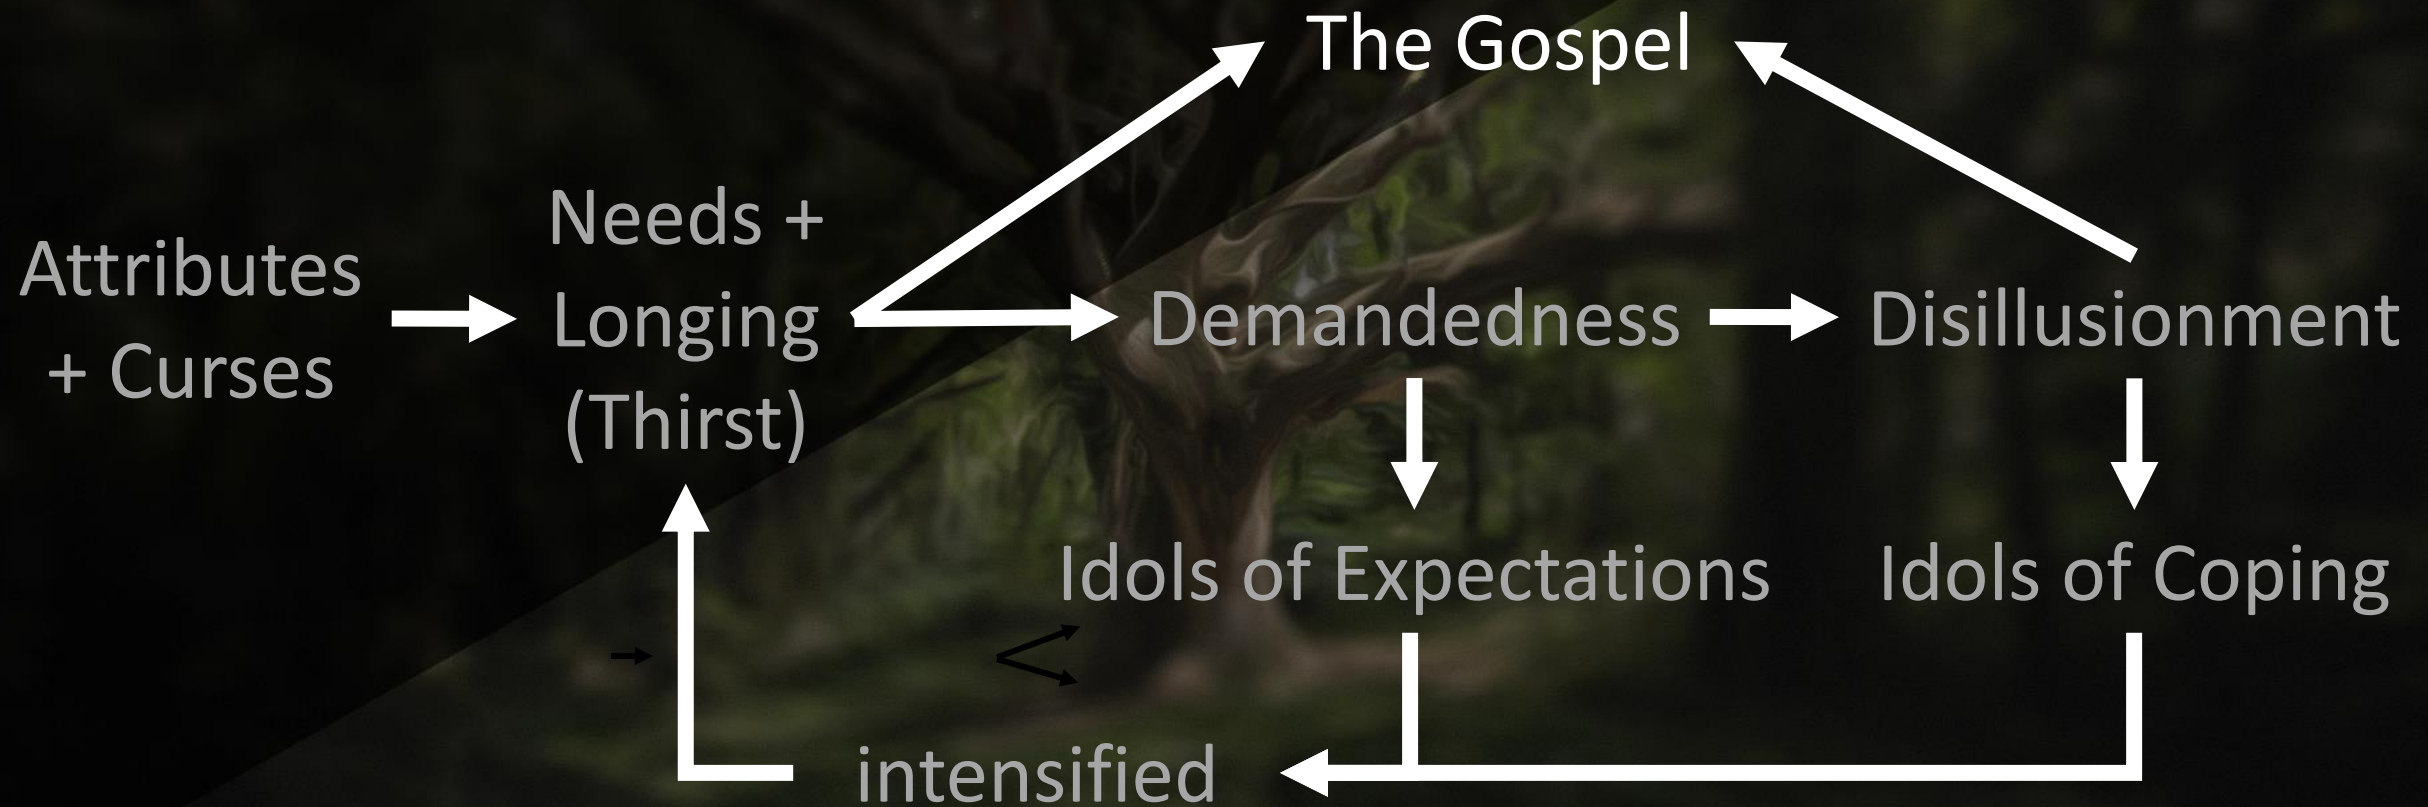 The Gospel
Attributes
+ Curses
Needs +
Longing
(Thirst)
Demandedness
Disillusionment
Idols of Expectations
Idols of Coping
intensified